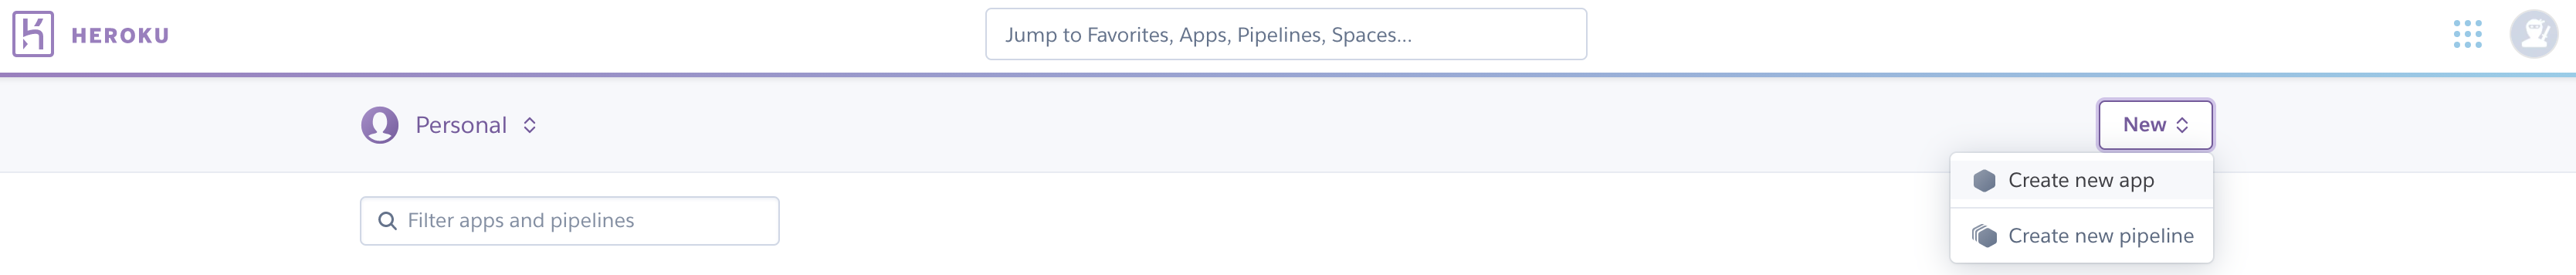 HEROKU
Jump to Favorites, Apps, Pipelines, Spaces...
Personal
New
Create new app
Filter apps and pipelines
Create new pipeline